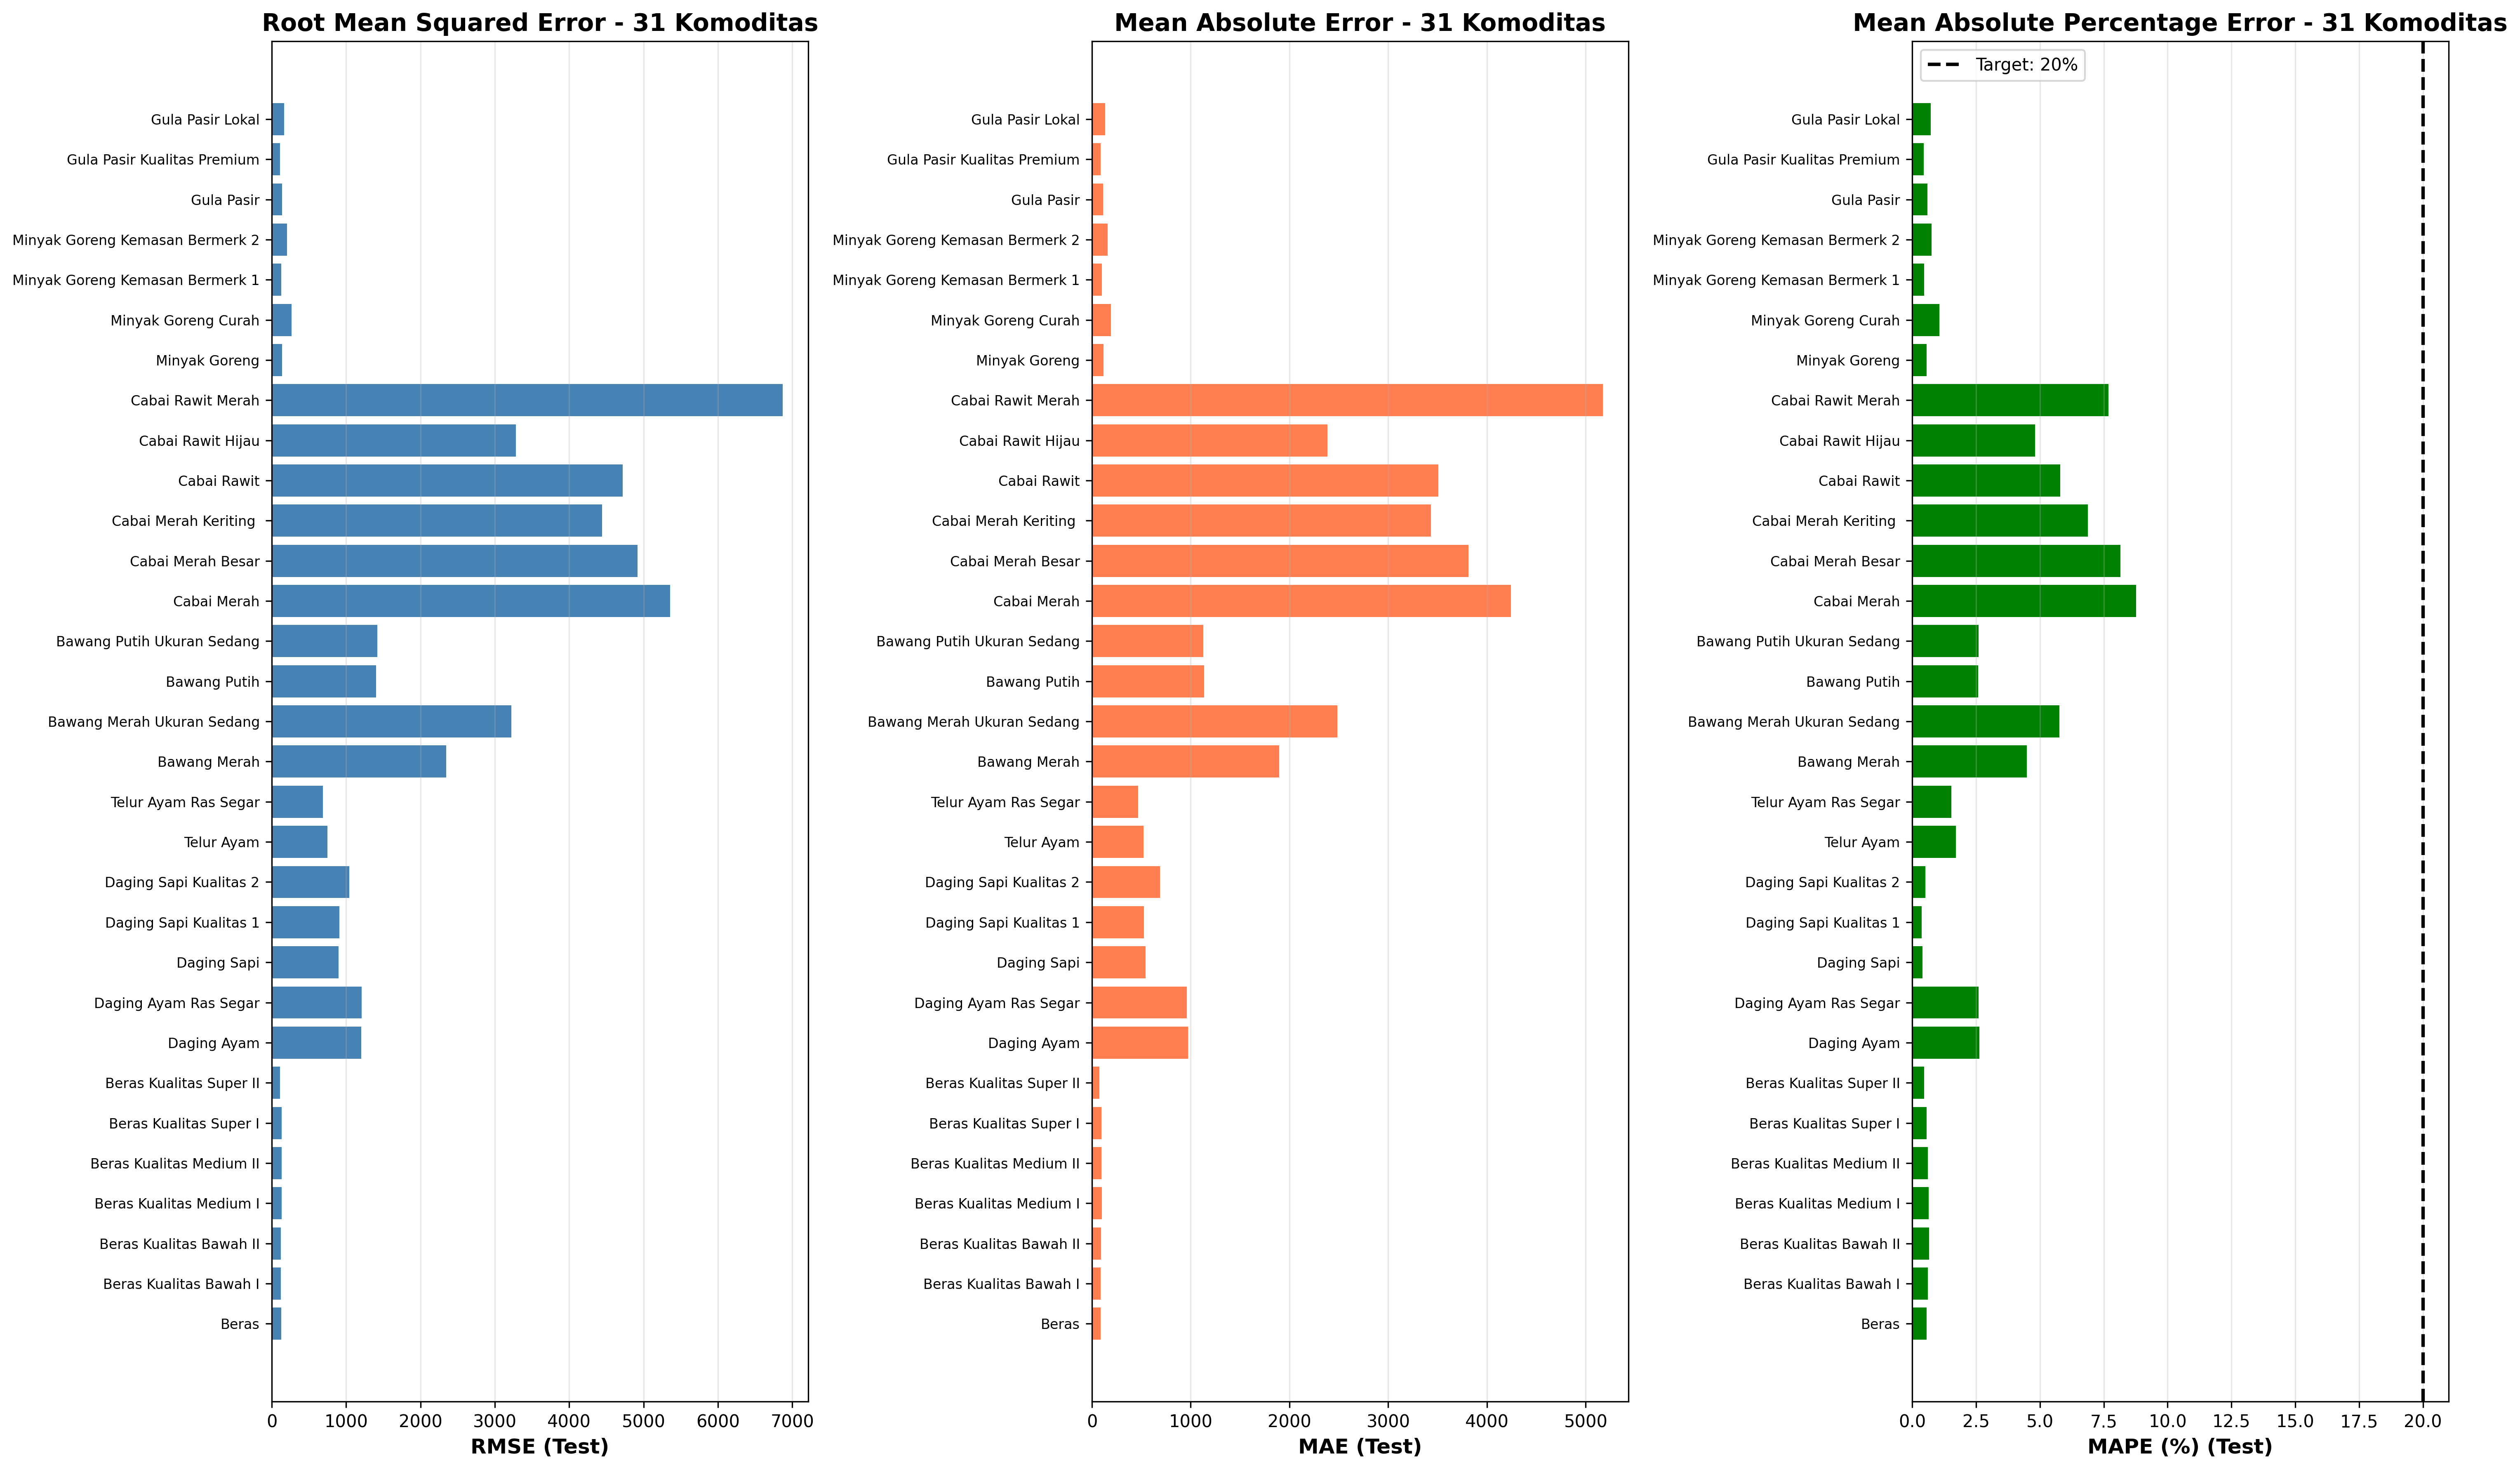 Root Mean Squared Error - 31 Komoditas
Gula Pasir Lokal
Gula Pasir Kualitas Premium
Gula Pasir
Minyak Goreng Kemasan Bermerk 2
Minyak Goreng Kemasan Bermerk 1
Minyak Goreng Curah
Minyak Goreng
Cabai Rawit Merah
Cabai Rawit Hijau
Cabai Rawit
Cabai Merah Keriting
Cabai Merah Besar
Cabai Merah
Bawang Putih Ukuran Sedang
Bawang Putih
Bawang Merah Ukuran Sedang
Bawang Merah
Telur Ayam Ras Segar
Telur Ayam
Daging Sapi Kualitas 2
Daging Sapi Kualitas 1
Daging Sapi
Daging Ayam Ras Segar
Daging Ayam
Beras Kualitas Super II
Beras Kualitas Super I
Beras Kualitas Medium II
Beras Kualitas Medium I
Beras Kualitas Bawah II
Beras Kualitas Bawah I
Beras
0 1000 2000 3000 4000 5000 6000 7000
RMSE (Test)
Mean Absolute Error - 31 Komoditas
Gula Pasir Lokal
Gula Pasir Kualitas Premium
Gula Pasir
Minyak Goreng Kemasan Bermerk 2
Minyak Goreng Kemasan Bermerk 1
Minyak Goreng Curah
Minyak Goreng
Cabai Rawit Merah
Cabai Rawit Hijau
Cabai Rawit
Cabai Merah Keriting
Cabai Merah Besar
Cabai Merah
Bawang Putih Ukuran Sedang
Bawang Putih
Bawang Merah Ukuran Sedang
Bawang Merah
Telur Ayam Ras Segar
Telur Ayam
Daging Sapi Kualitas 2
Daging Sapi Kualitas 1
Daging Sapi
Daging Ayam Ras Segar
Daging Ayam
Beras Kualitas Super II
Beras Kualitas Super I
Beras Kualitas Medium II
Beras Kualitas Medium I
Beras Kualitas Bawah II
Beras Kualitas Bawah I
Beras
0 1000 2000 3000 4000 5000
MAE (Test)
Mean Absolute Percentage Error - 31 Komoditas
Target: 20%
Gula Pasir Lokal
Gula Pasir Kualitas Premium
Gula Pasir
Minyak Goreng Kemasan Bermerk 2
Minyak Goreng Kemasan Bermerk 1
Minyak Goreng Curah
Minyak Goreng
Cabai Rawit Merah
Cabai Rawit Hijau
Cabai Rawit
Cabai Merah Keriting
Cabai Merah Besar
Cabai Merah
Bawang Putih Ukuran Sedang
Bawang Putih
Bawang Merah Ukuran Sedang
Bawang Merah
Telur Ayam Ras Segar
Telur Ayam
Daging Sapi Kualitas 2
Daging Sapi Kualitas 1
Daging Sapi
Daging Ayam Ras Segar
Daging Ayam
Beras Kualitas Super II
Beras Kualitas Super I
Beras Kualitas Medium II
Beras Kualitas Medium I
Beras Kualitas Bawah II
Beras Kualitas Bawah I
Beras
0.0 2.5 5.0 7.5 10.0 12.5 15.0 17.5 20.0
MAPE (%) (Test)